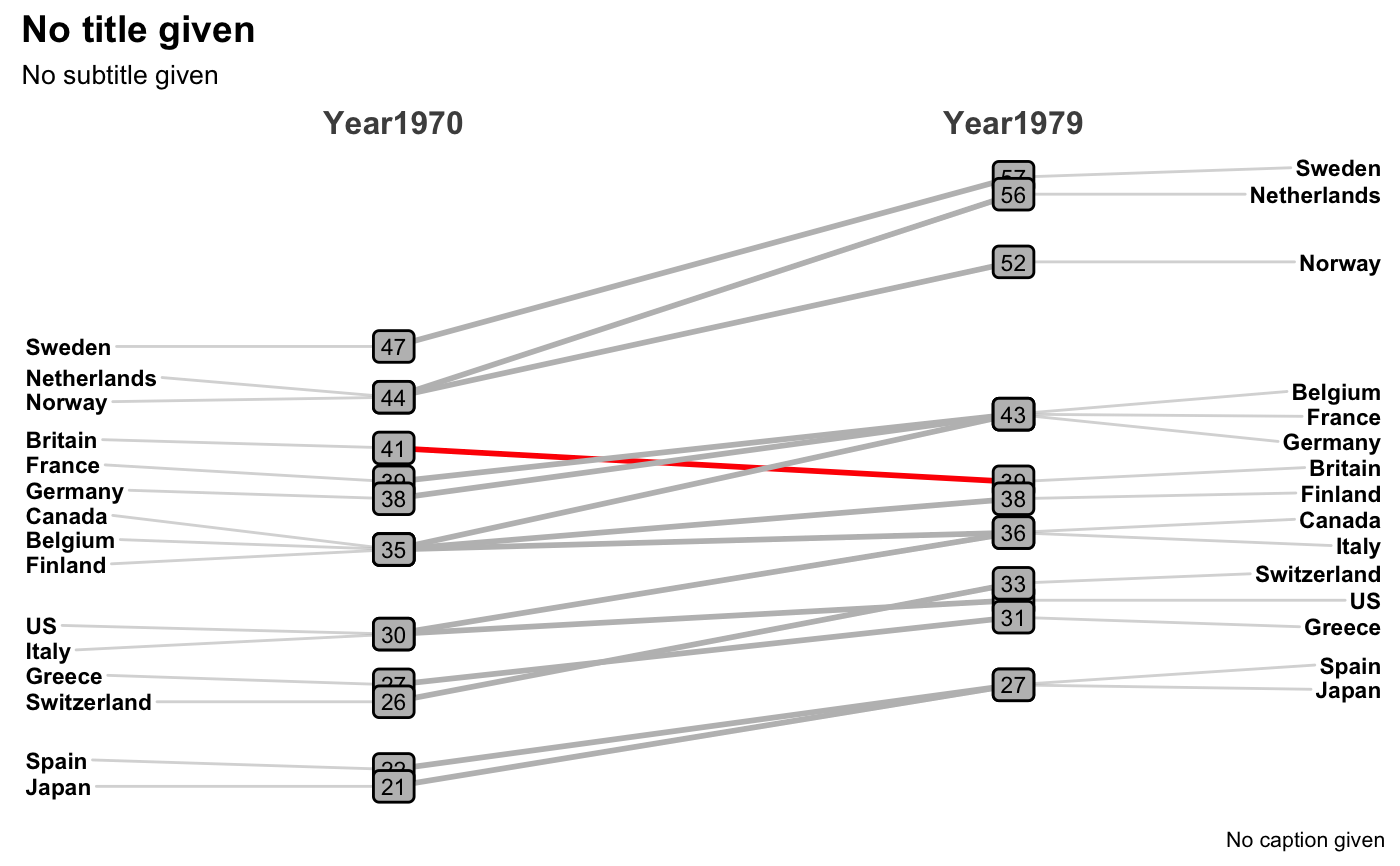 No title given
No subtitle given
Year1970 Year1979
57 Sweden
56 Netherlands
52 Norway
Sweden 47
Netherlands
Norway 44
Belgium
43 France
Germany
Britain 41
39 Britain
France 39
Germany 38
38 Finland
Canada
Belgium 35
Finland
36 Canada
Italy
33 Switzerland
US
31 Greece
US 30
Italy
Greece 27
Switzerland 26
27 Spain
Japan
Spain 22
Japan 21
No caption given